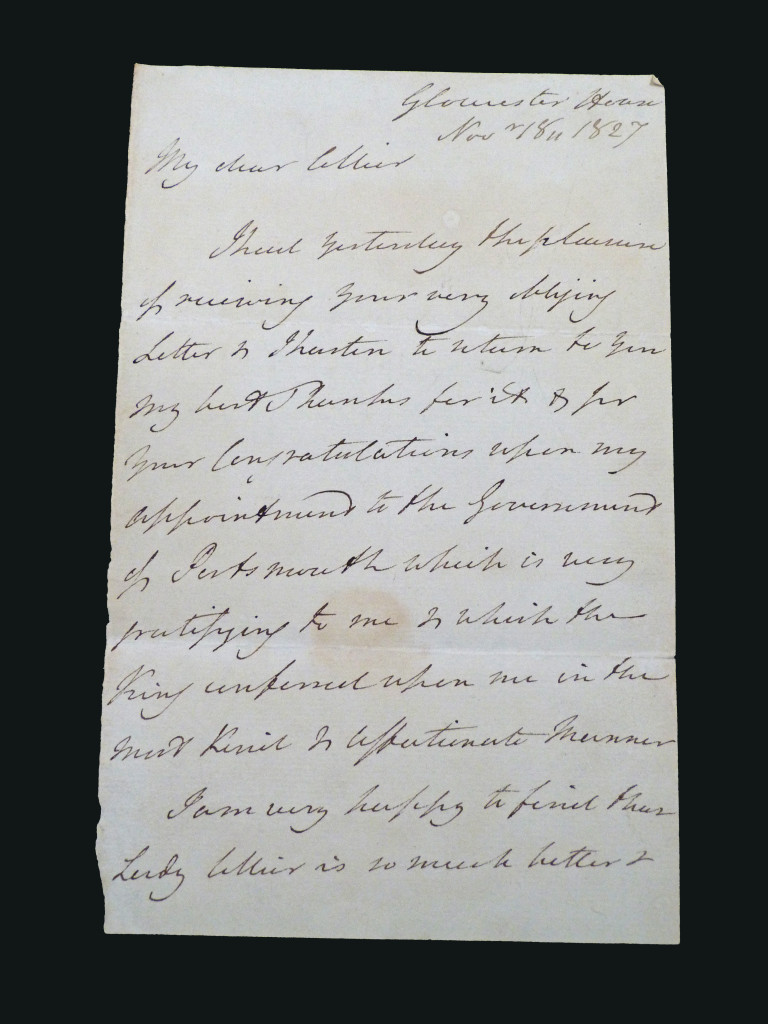 Gloucester House
Novr 18th 1827
My dear Collier
I had yesterday the pleasure
of receiving your very obliging
Letter & I hasten to return to you
my best Thanks for it & for
your Congratulations upon my
appointment to the Government
of Portsmouth which is very
gratifying to me & which the
King conferred upon me in the
most Kind & affectionate Manner
I am very happy to find that
Lady Collier is so much better &